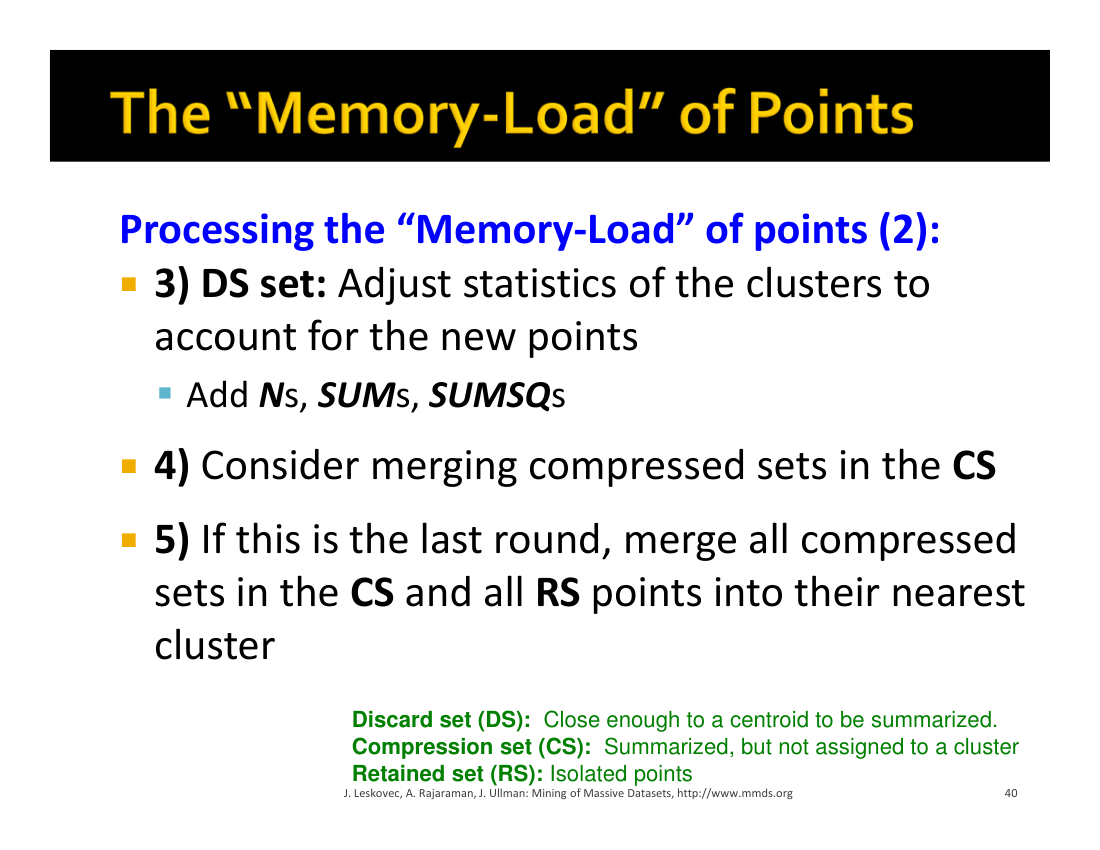 The “Memory-Load” of Points
Processing the “Memory-Load” of points (2):
3) DS set: Adjust statistics of the clusters to
account for the new points
Add Ns, SUMs, SUMSQs
4) Consider merging compressed sets in the CS
5) If this is the last round, merge all compressed
sets in the CS and all RS points into their nearest
cluster
Discard set (DS): Close enough to a centroid to be summarized.
Compression set (CS): Summarized, but not assigned to a cluster
Retained set (RS): Isolated points
J. Leskovec, A. Rajaraman, J. Ullman: Mining of Massive Datasets, http://www.mmds.org 40